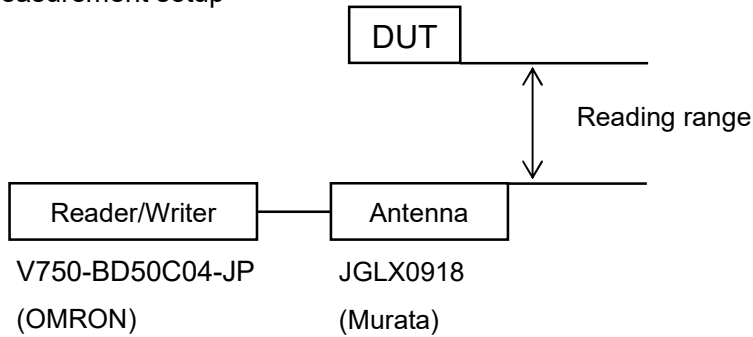 DUT
Reading range
Reader/Writer
Antenna
V750-BD50C04-JP
JGLX0918
(OMRON)
(Murata)